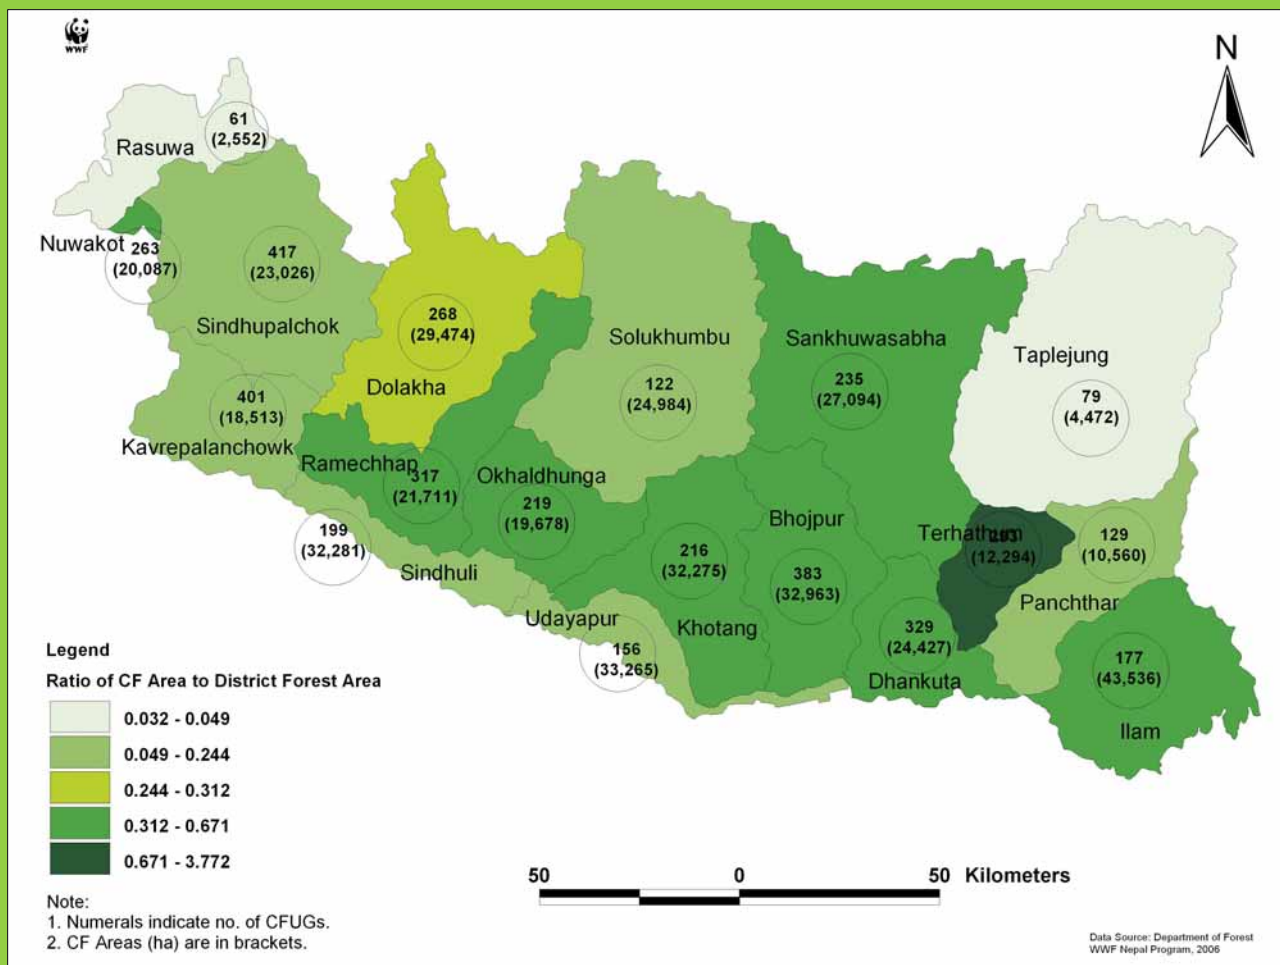 WWF
N
61
(2,552)
Rasuwa
Nuwakot
263
(20,087)
417
(23,026)
Sindhupalchok
268
(29,474)
Dolakha
Solukhumbu
122
(24,984)
Sankhuwasabha
235
(27,094)
Taplejung
79
(4,472)
401
(18,513)
Kavrepalanchowk
Ramechhap
317
(21,711)
Okhaldhunga
219
(19,678)
199
(32,281)
Sindhuli
Udayapur
156
(33,265)
216
(32,275)
Khotang
Bhojpur
383
(32,963)
329
(24,427)
Dhankuta
Terhathum
(12,294)
129
(10,560)
Panchthar
177
(43,536)
Ilam
Legend
Ratio of CF Area to District Forest Area
0.032 - 0.049
0.049 - 0.244
0.244 - 0.312
0.312 - 0.671
0.671 - 3.772
Note:
1. Numerals indicate no. of CFUGs.
2. CF Areas (ha) are in brackets.
50 0 50 Kilometers
Data Source: Department of Forest
WWF Nepal Program, 2006